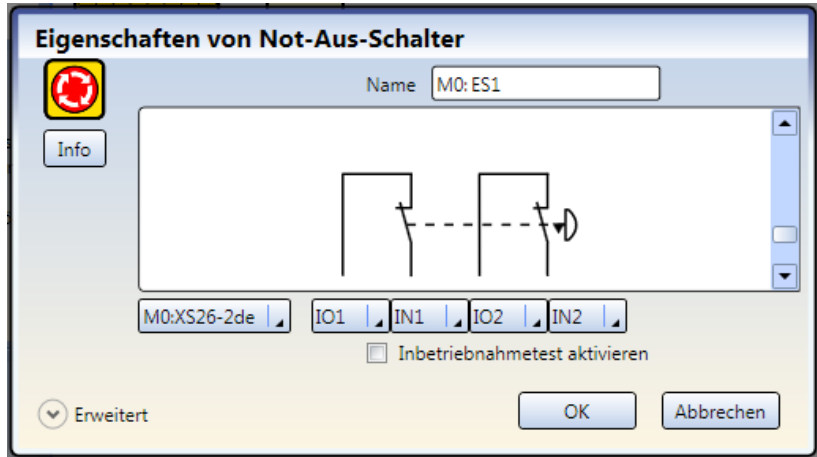 Eigenschaften von Not-Aus-Schalter
Name M0: ES1
Info
M0:XS26-2de IO1 IN1 IO2 IN2
Inbetriebnahmetest aktivieren
Erweitert OK Abbrechen